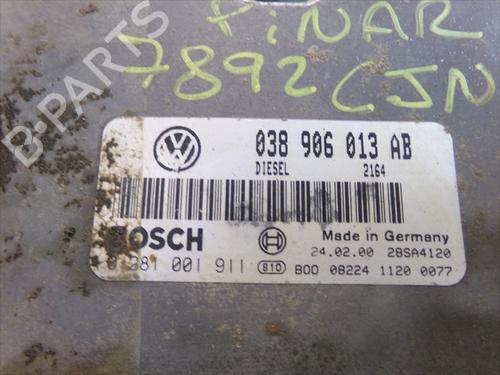 PiNAR
7892 CJN
B-PARTS
038 906 013 AB
DIESEL 2164
BOSCH
Made in Germany
24.02.00 28SA4120
0 281 001 911 S10 B00 08224 1120 0077